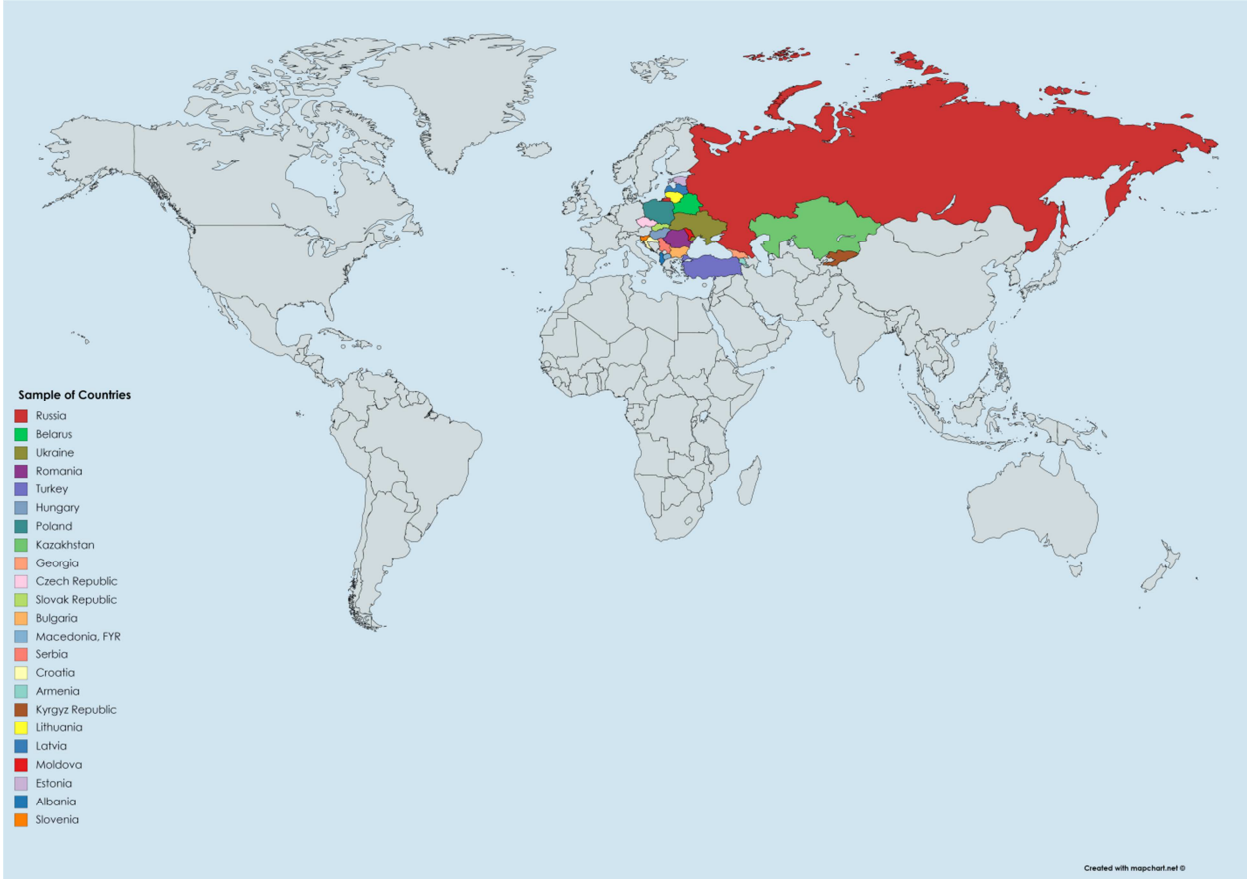 Sample of Countries
Russia
Belarus
Ukraine
Romania
Turkey
Hungary
Poland
Kazakhstan
Georgia
Czech Republic
Slovak Republic
Bulgaria
Macedonia, FYR
Serbia
Croatia
Armenia
Kyrgyz Republic
Lithuania
Latvia
Moldova
Estonia
Albania
Slovenia
Created with mapchart.net ©